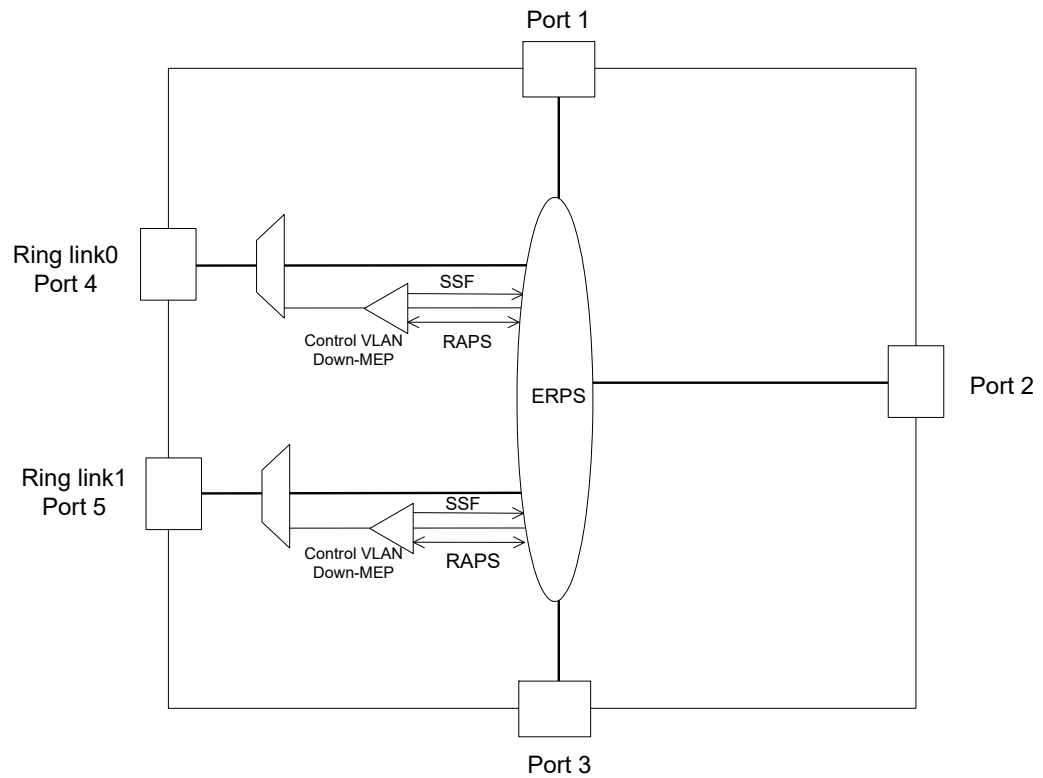 Port 1
Ring link0
Port 4
SSF
Control VLAN
Down-MEP
RAPS
ERPS
Port 2
Ring link1
Port 5
SSF
Control VLAN
Down-MEP
RAPS
Port 3